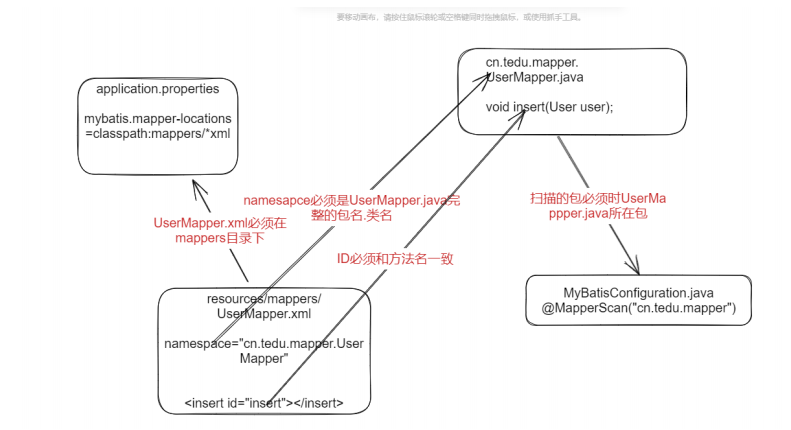 要移动画布，请按住鼠标滚轮或空格键同时拖拽鼠标，或使用抓手工具。
application.properties
mybatis.mapper-locations
=classpath:mappers/*xml
cn.tedu.mapper.
UserMapper.java
void insert(User user);
namesapce必须是UserMapper.java完
整的包名.类名
扫描的包必须时UserMa
ppper.java所在包
UserMapper.xml必须在
mappers目录下
ID必须和方法名一致
resources/mappers/
UserMapper.xml
namespace="cn.tedu.mapper.User
Mapper"
<insert id="insert"></insert>
MyBatisConfiguration.java
@MapperScan("cn.tedu.mapper")